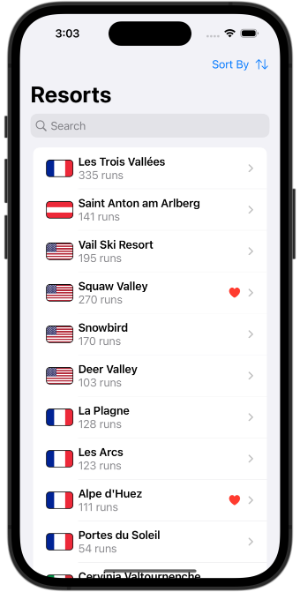 3:03
Sort By
Resorts
Search
Les Trois Vallées
335 runs
Saint Anton am Arlberg
141 runs
Vail Ski Resort
195 runs
Squaw Valley
270 runs
Snowbird
170 runs
Deer Valley
103 runs
La Plagne
128 runs
Les Arcs
123 runs
Alpe d'Huez
111 runs
Portes du Soleil
54 runs
Cervinia Valtournenche